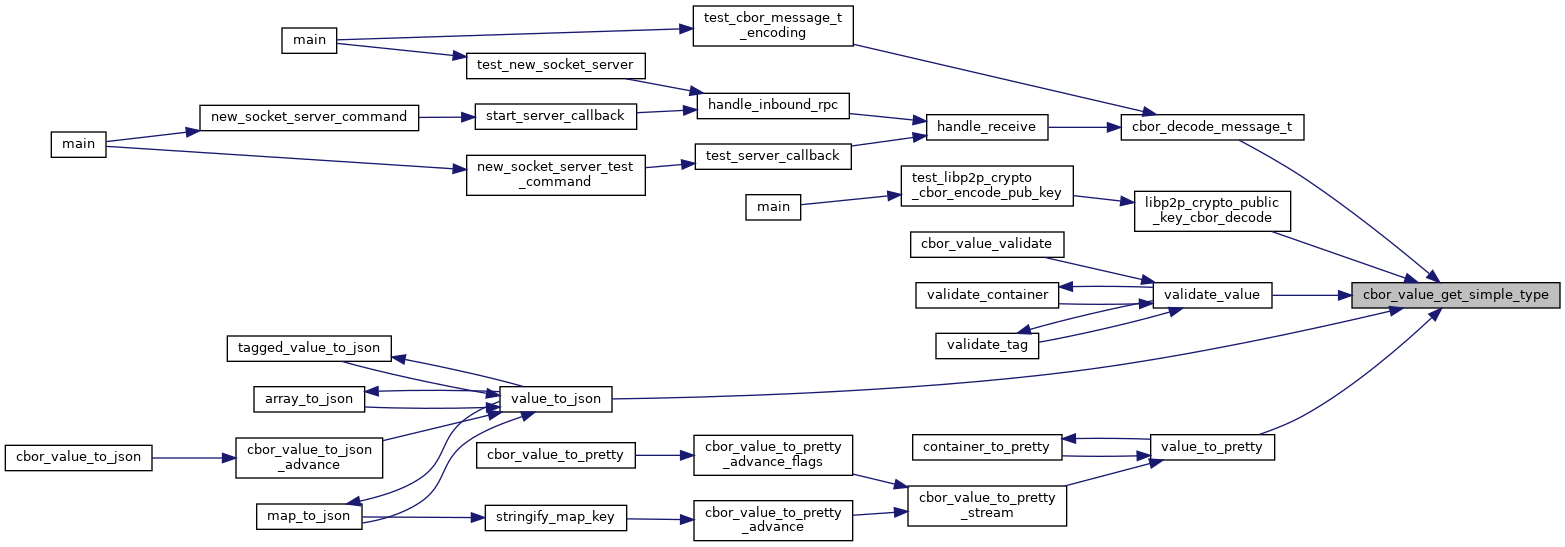 test_cbor_message_t
_encoding
main
test_new_socket_server
handle_inbound_rpc
new_socket_server_command
start_server_callback
handle_receive
cbor_decode_message_t
main
test_server_callback
new_socket_server_test
_command
test_libp2p_crypto
_cbor_encode_pub_key
main
libp2p_crypto_public
_key_cbor_decode
cbor_value_validate
validate_container
validate_value
cbor_value_get_simple_type
validate_tag
tagged_value_to_json
array_to_json
value_to_json
cbor_value_to_json
cbor_value_to_json
_advance
cbor_value_to_pretty
cbor_value_to_pretty
_advance_flags
container_to_pretty
value_to_pretty
cbor_value_to_pretty
_stream
map_to_json
stringify_map_key
cbor_value_to_pretty
_advance